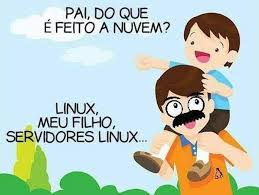 PAI, DO QUE
É FEITO A NUVEM?
LINUX,
MEU FILHO,
SERVIDORES LINUX...